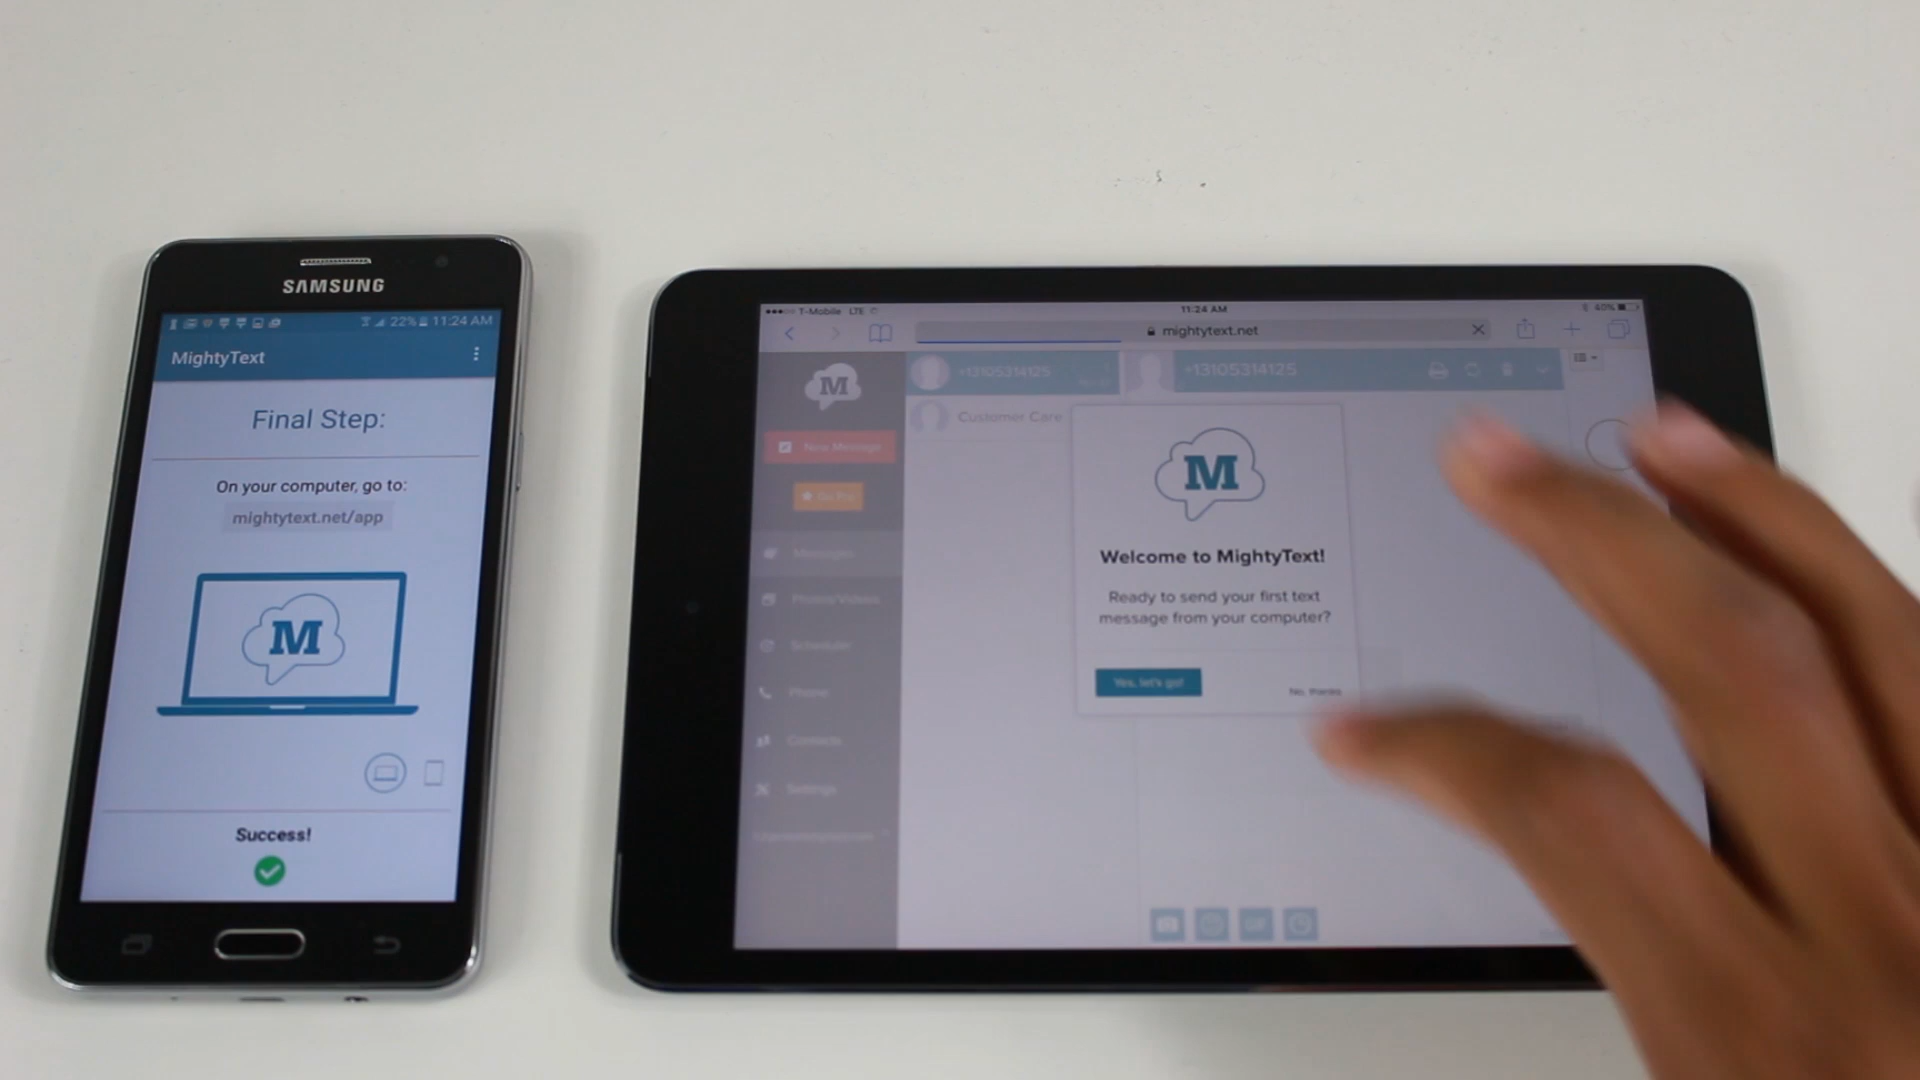 SAMSUNG
22% 11:24 AM
MightyText
Final Step:
On your computer, go to:
mightytext.net/app
M
Success!
T-Mobile LTE
11:24 AM
40%
mightytext.net
M
+13105314125
+13105314125
Customer Care
New Message
Go Pro
Messages
Photos/Videos
Scheduler
Phone
Contacts
Settings
M
Welcome to MightyText!
Ready to send your first text
message from your computer?
Yes, let's go!
No, thanks
GIF